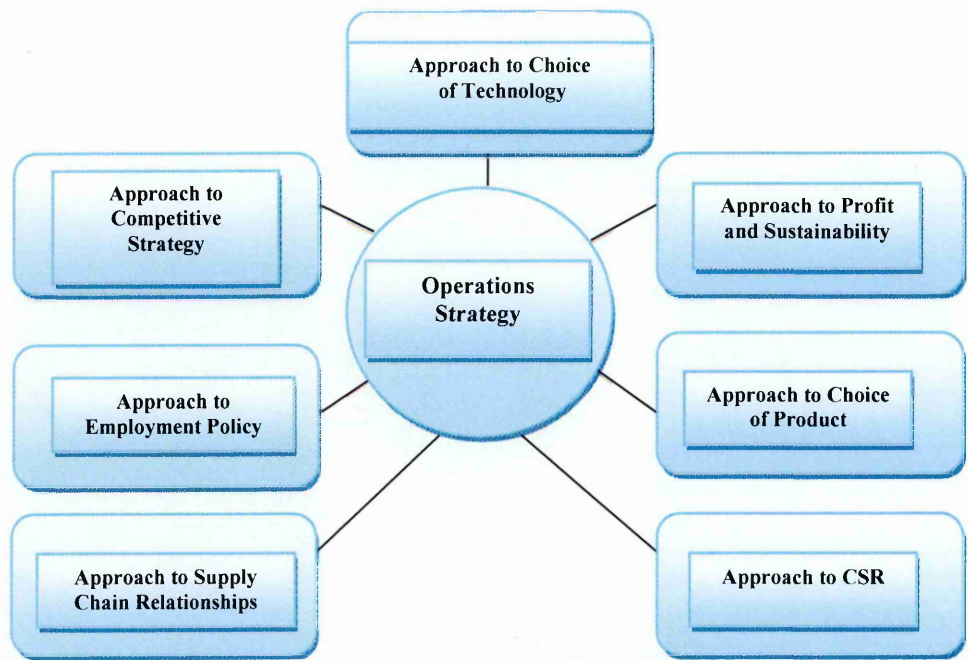 Approach to Choice
of Technology
Approach to
Competitive
Strategy
Approach to Profit
and Sustainability
Operations
Strategy
Approach to
Employment Policy
Approach to Choice
of Product
Approach to Supply
Chain Relationships
Approach to CSR